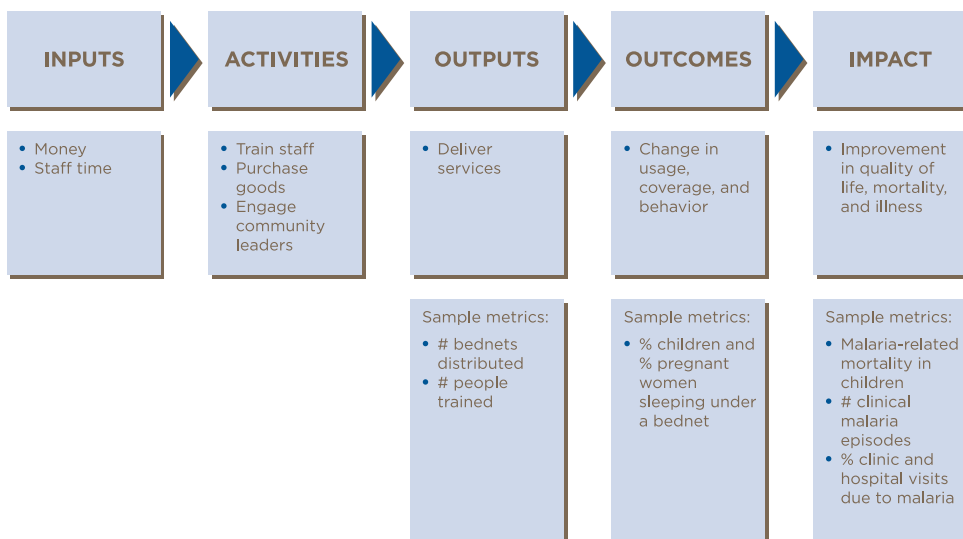 INPUTS
ACTIVITIES
OUTPUTS
OUTCOMES
IMPACT
• Money
• Staff time
• Train staff
• Purchase
goods
• Engage
community
leaders
• Deliver
services
• Change in
usage,
coverage, and
behavior
• Improvement
in quality of
life, mortality,
and illness
Sample metrics:
• # bednets
distributed
• # people
trained
Sample metrics:
• % children and
% pregnant
women
sleeping under
a bednet
Sample metrics:
• Malaria-related
mortality in
children
• # clinical
malaria
episodes
• % clinic and
hospital visits
due to malaria